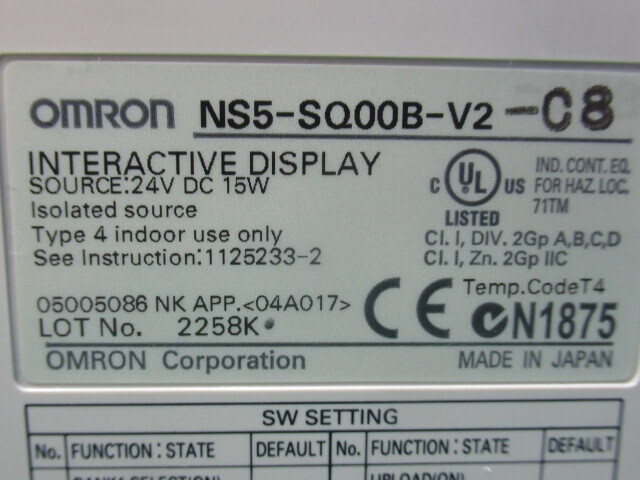 OMRON NS5-SQ00B-V2 C8
INTERACTIVE DISPLAY
SOURCE:24V DC 15W
Isolated source
Type 4 indoor use only
See Instruction:1125233-2
C UL US
LISTED
IND. CONT. EQ.
FOR HAZ. LOC.
71TM
Cl. I, DIV. 2Gp A,B,C,D
Cl. I, Zn. 2Gp IIC
Temp.CodeT4
05005086 NK APP.<04A017>
LOT No. 2258K
CE N1875
OMRON Corporation MADE IN JAPAN
SW SETTING
No. FUNCTION:STATE DEFAULT No. FUNCTION:STATE DEFAULT